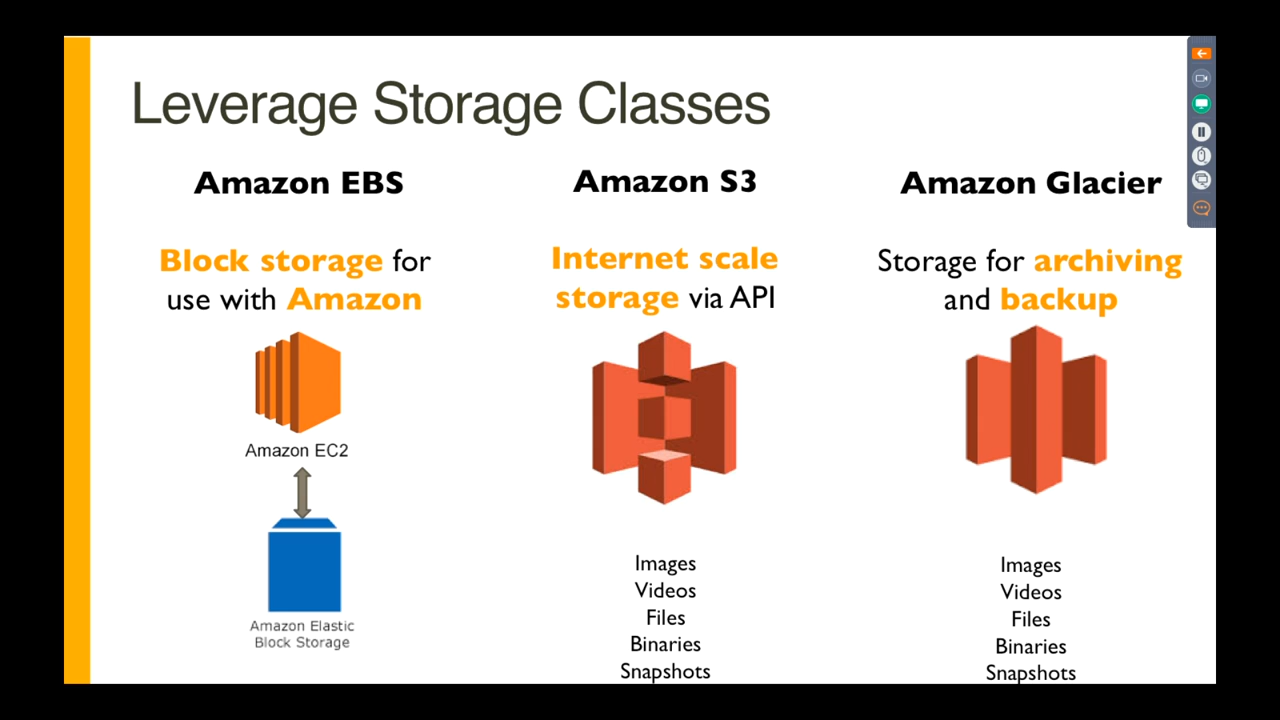 Leverage Storage Classes
Amazon EBS
Block storage for
use with Amazon
Amazon EC2
Amazon Elastic
Block Storage
Amazon S3
Internet scale
storage via API
Images
Videos
Files
Binaries
Snapshots
Amazon Glacier
Storage for archiving
and backup
Images
Videos
Files
Binaries
Snapshots